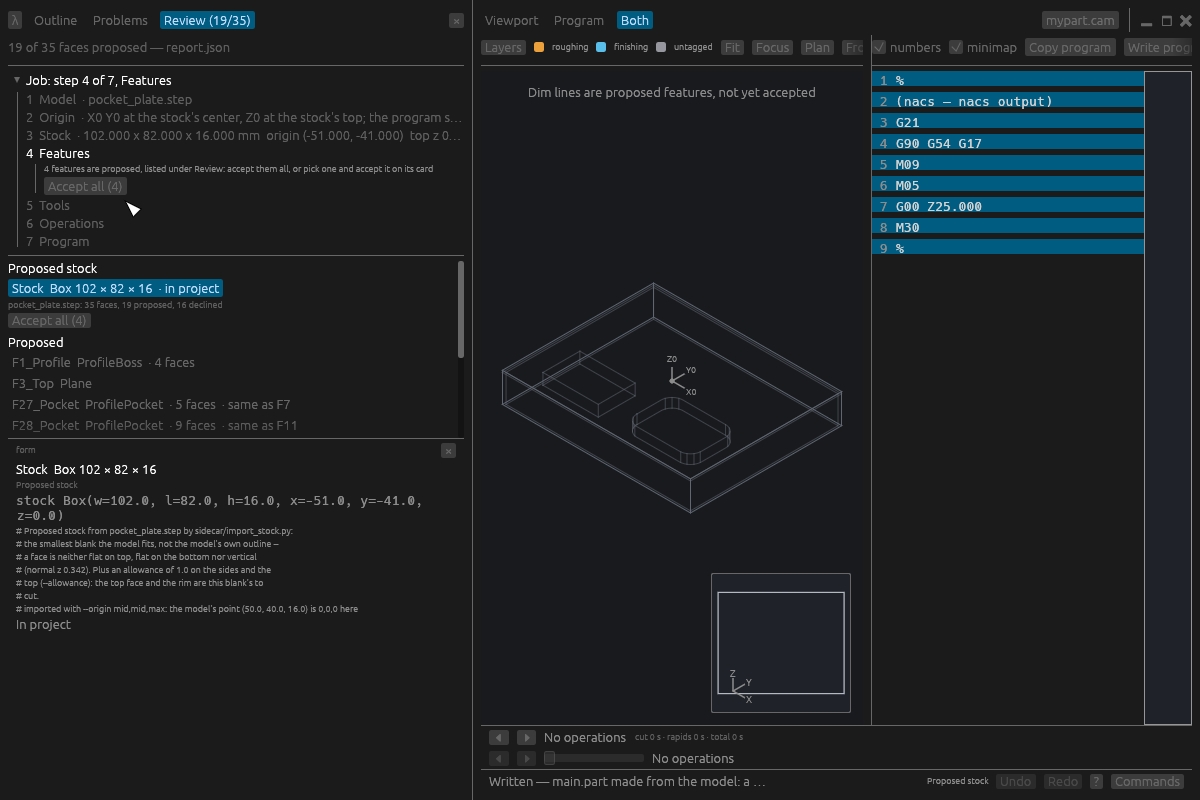 λ Outline Problems Review (19/35) ×
19 of 35 faces proposed — report.json
▼ Job: step 4 of 7, Features
1 Model · pocket_plate.step
2 Origin · X0 Y0 at the stock's center, Z0 at the stock's top; the program s…
3 Stock · 102.000 x 82.000 x 16.000 mm origin (-51.000, -41.000) top z 0…
4 Features
4 features are proposed, listed under Review: accept them all, or pick one and accept it on its card
Accept all (4)
5 Tools
6 Operations
7 Program
Proposed stock
Stock Box 102 × 82 × 16 · in project
pocket_plate.step: 35 faces, 19 proposed, 16 declined
Accept all (4)
Proposed
F1_Profile ProfileBoss · 4 faces
F3_Top Plane
F27_Pocket ProfilePocket · 5 faces · same as F7
F28_Pocket ProfilePocket · 9 faces · same as F11
form ×
Stock Box 102 × 82 × 16
Proposed stock
stock Box(w=102.0, l=82.0, h=16.0, x=-51.0, y=-41.0,
z=0.0)
# Proposed stock from pocket_plate.step by sidecar/import_stock.py:
# the smallest blank the model fits, not the model's own outline –
# a face is neither flat on top, flat on the bottom nor vertical
# (normal z 0.342). Plus an allowance of 1.0 on the sides and the
# top (--allowance): the top face and the rim are this blank's to
# cut.
# imported with --origin mid,mid,max: the model's point (50.0, 40.0, 16.0) is 0,0,0 here
In project
Viewport Program Both
mypart.cam
Layers roughing finishing untagged Fit Focus Plan Fro
numbers minimap Copy program Write prog
Dim lines are proposed features, not yet accepted
Z0
Y0
X0
Z
Y
X
1 %
2 (nacs — nacs output)
3 G21
4 G90 G54 G17
5 M09
6 M05
7 G00 Z25.000
8 M30
9 %
No operations cut 0 s · rapids 0 s · total 0 s
No operations
Written — main.part made from the model: a …
Proposed stock Undo Redo ? Commands